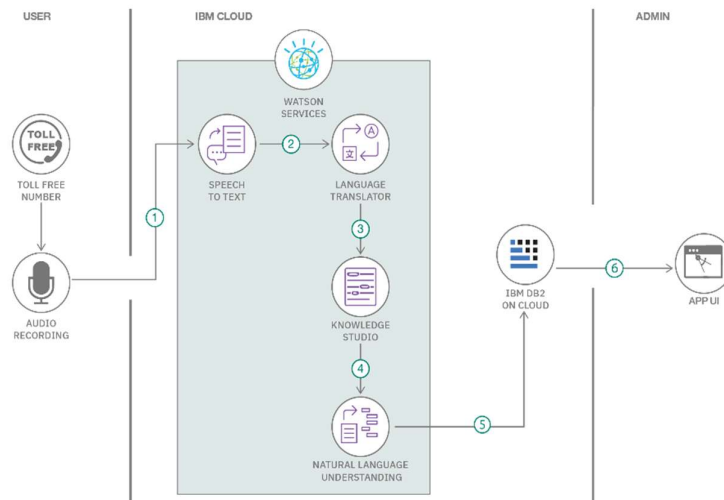 USER
IBM CLOUD
ADMIN
WATSON
SERVICES
TOLL
FREE
TOLL FREE
NUMBER
AUDIO
RECORDING
1
SPEECH
TO TEXT
2
A
文
LANGUAGE
TRANSLATOR
3
KNOWLEDGE
STUDIO
4
NATURAL LANGUAGE
UNDERSTANDING
5
IBM DB2
ON CLOUD
6
APP UI